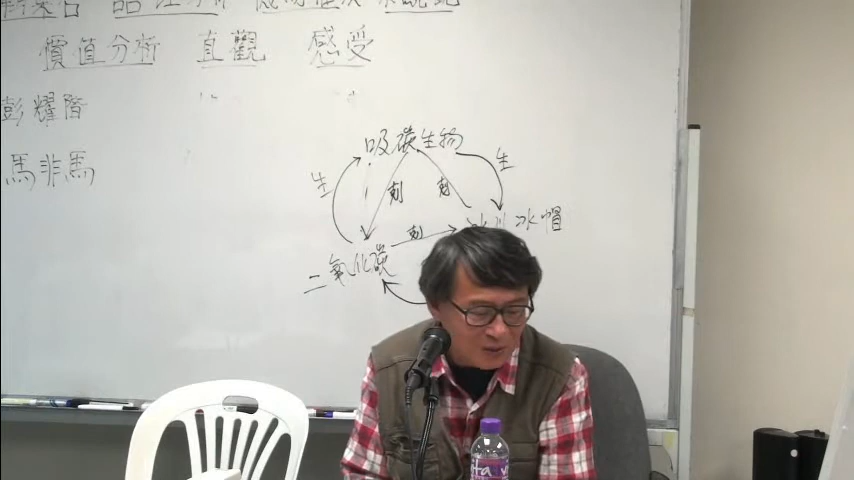 價值分析 直觀 感受
彭耀階
馬非馬
吸碳生物
生 生
剋 剋
剋 冰川冰帽
二氧化碳